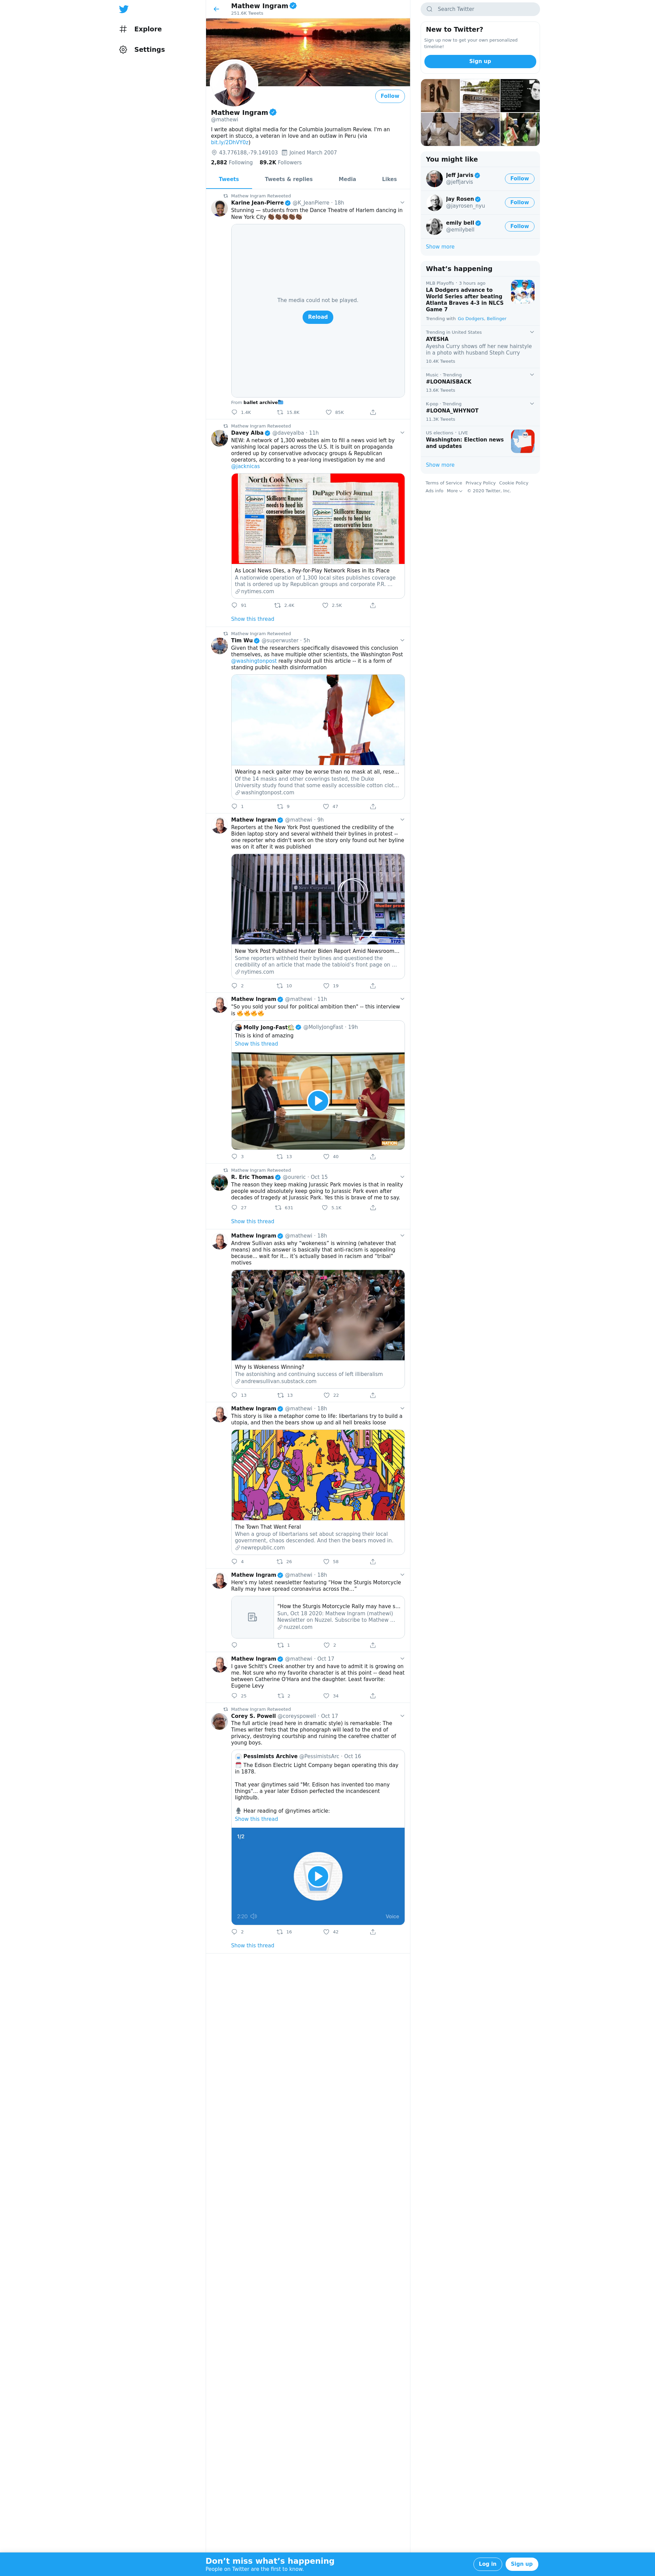 Explore
Settings
Mathew Ingram
251.6K Tweets
Follow
Mathew Ingram
@mathewi
I write about digital media for the Columbia Journalism Review. I'm an
expert in stucco, a veteran in love and an outlaw in Peru (via
bit.ly/2DhVY0z)
43.776188,-79.149103 Joined March 2007
2,882 Following 89.2K Followers
Tweets Tweets & replies Media Likes
Mathew Ingram Retweeted
Karine Jean-Pierre @K_JeanPierre · 18h
Stunning — students from the Dance Theatre of Harlem dancing in
New York City
The media could not be played.
Reload
From ballet archive
1.4K 15.8K 85K
Mathew Ingram Retweeted
Davey Alba @daveyalba · 11h
NEW: A network of 1,300 websites aim to fill a news void left by
vanishing local papers across the U.S. It is built on propaganda
ordered up by conservative advocacy groups & Republican
operatives, according to a year-long investigation by me and
@jacknicas
North Cook News
DuPage Policy Journal
Opinion
Skillicorn: Rauner
needs to heed his
conservative base
Opinion
Skillicorn: Rauner
needs to heed his
conservative base
As Local News Dies, a Pay-for-Play Network Rises in Its Place
A nationwide operation of 1,300 local sites publishes coverage
that is ordered up by Republican groups and corporate P.R. ...
nytimes.com
91 2.4K 2.5K
Show this thread
Mathew Ingram Retweeted
Tim Wu @superwuster · 5h
Given that the researchers specifically disavowed this conclusion
themselves, as have multiple other scientists, the Washington Post
@washingtonpost really should pull this article -- it is a form of
standing public health disinformation
Wearing a neck gaiter may be worse than no mask at all, rese...
Of the 14 masks and other coverings tested, the Duke
University study found that some easily accessible cotton clot...
washingtonpost.com
1 9 47
Mathew Ingram @mathewi · 9h
Reporters at the New York Post questioned the credibility of the
Biden laptop story and several withheld their bylines in protest --
one reporter who didn't work on the story only found out her byline
was on it after it was published
New York Post Published Hunter Biden Report Amid Newsroom...
Some reporters withheld their bylines and questioned the
credibility of an article that made the tabloid's front page on ...
nytimes.com
2 10 19
Mathew Ingram @mathewi · 11h
"So you sold your soul for political ambition then" -- this interview
is
Molly Jong-Fast @MollyJongFast · 19h
This is kind of amazing
Show this thread
NATION
3 13 40
Mathew Ingram Retweeted
R. Eric Thomas @oureric · Oct 15
The reason they keep making Jurassic Park movies is that in reality
people would absolutely keep going to Jurassic Park even after
decades of tragedy at Jurassic Park. Yes this is brave of me to say.
27 631 5.1K
Show this thread
Mathew Ingram @mathewi · 18h
Andrew Sullivan asks why “wokeness” is winning (whatever that
means) and his answer is basically that anti-racism is appealing
because... wait for it... it’s actually based in racism and “tribal”
motives
Why Is Wokeness Winning?
The astonishing and continuing success of left illiberalism
andrewsullivan.substack.com
13 13 22
Mathew Ingram @mathewi · 18h
This story is like a metaphor come to life: libertarians try to build a
utopia, and then the bears show up and all hell breaks loose
The Town That Went Feral
When a group of libertarians set about scrapping their local
government, chaos descended. And then the bears moved in.
newrepublic.com
4 26 58
Mathew Ingram @mathewi · 18h
Here's my latest newsletter featuring “How the Sturgis Motorcycle
Rally may have spread coronavirus across the…”
"How the Sturgis Motorcycle Rally may have s...
Sun, Oct 18 2020: Mathew Ingram (mathewi)
Newsletter on Nuzzel. Subscribe to Mathew ...
nuzzel.com
1 2
Mathew Ingram @mathewi · Oct 17
I gave Schitt's Creek another try and have to admit it is growing on
me. Not sure who my favorite character is at this point -- dead heat
between Catherine O'Hara and the daughter. Least favorite:
Eugene Levy
25 2 34
Mathew Ingram Retweeted
Corey S. Powell @coreyspowell · Oct 17
The full article (read here in dramatic style) is remarkable: The
Times writer frets that the phonograph will lead to the end of
privacy, destroying courtship and ruining the carefree chatter of
young boys.
Pessimists Archive @PessimistsArc · Oct 16
The Edison Electric Light Company began operating this day
in 1878.
That year @nytimes said "Mr. Edison has invented too many
things"... a year later Edison perfected the incandescent
lightbulb.
Hear reading of @nytimes article:
Show this thread
1/2
2:20
Voice
2 16 42
Show this thread
Search Twitter
New to Twitter?
Sign up now to get your own personalized
timeline!
Sign up
You might like
Jeff Jarvis
@jeffjarvis
Follow
Jay Rosen
@jayrosen_nyu
Follow
emily bell
@emilybell
Follow
Show more
What’s happening
MLB Playoffs · 3 hours ago
LA Dodgers advance to
World Series after beating
Atlanta Braves 4-3 in NLCS
Game 7
Trending with Go Dodgers, Bellinger
Trending in United States
AYESHA
Ayesha Curry shows off her new hairstyle
in a photo with husband Steph Curry
10.4K Tweets
Music · Trending
#LOONAISBACK
13.6K Tweets
K-pop · Trending
#LOONA_WHYNOT
11.3K Tweets
US elections · LIVE
Washington: Election news
and updates
Show more
Terms of Service Privacy Policy Cookie Policy
Ads info More © 2020 Twitter, Inc.
Don’t miss what’s happening
People on Twitter are the first to know.
Log in
Sign up